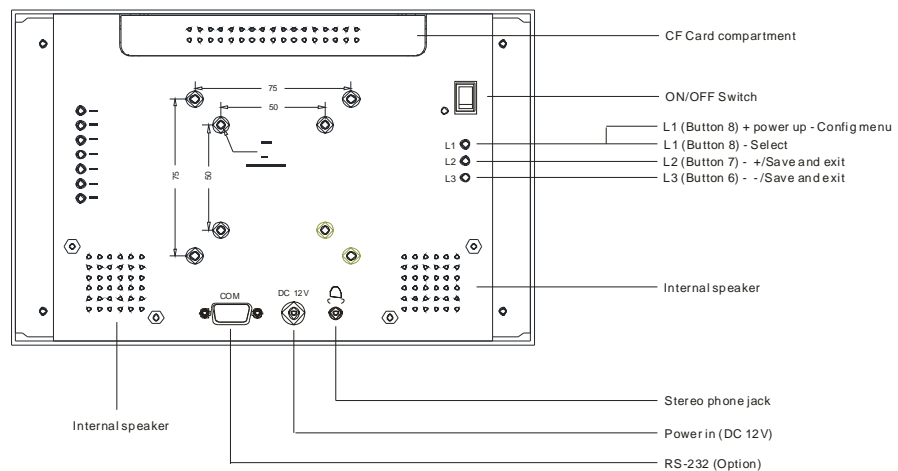 CF Card compartment
75
ON/OFF Switch
50
L1 (Button 8) + power up - Config menu
L1
L1 (Button 8) - Select
L2
L2 (Button 7) - +/Save and exit
L3
L3 (Button 6) - -/Save and exit
75
50
Internal speaker
COM
DC 12V
Stereo phone jack
Internal speaker
Power in (DC 12V)
RS-232 (Option)